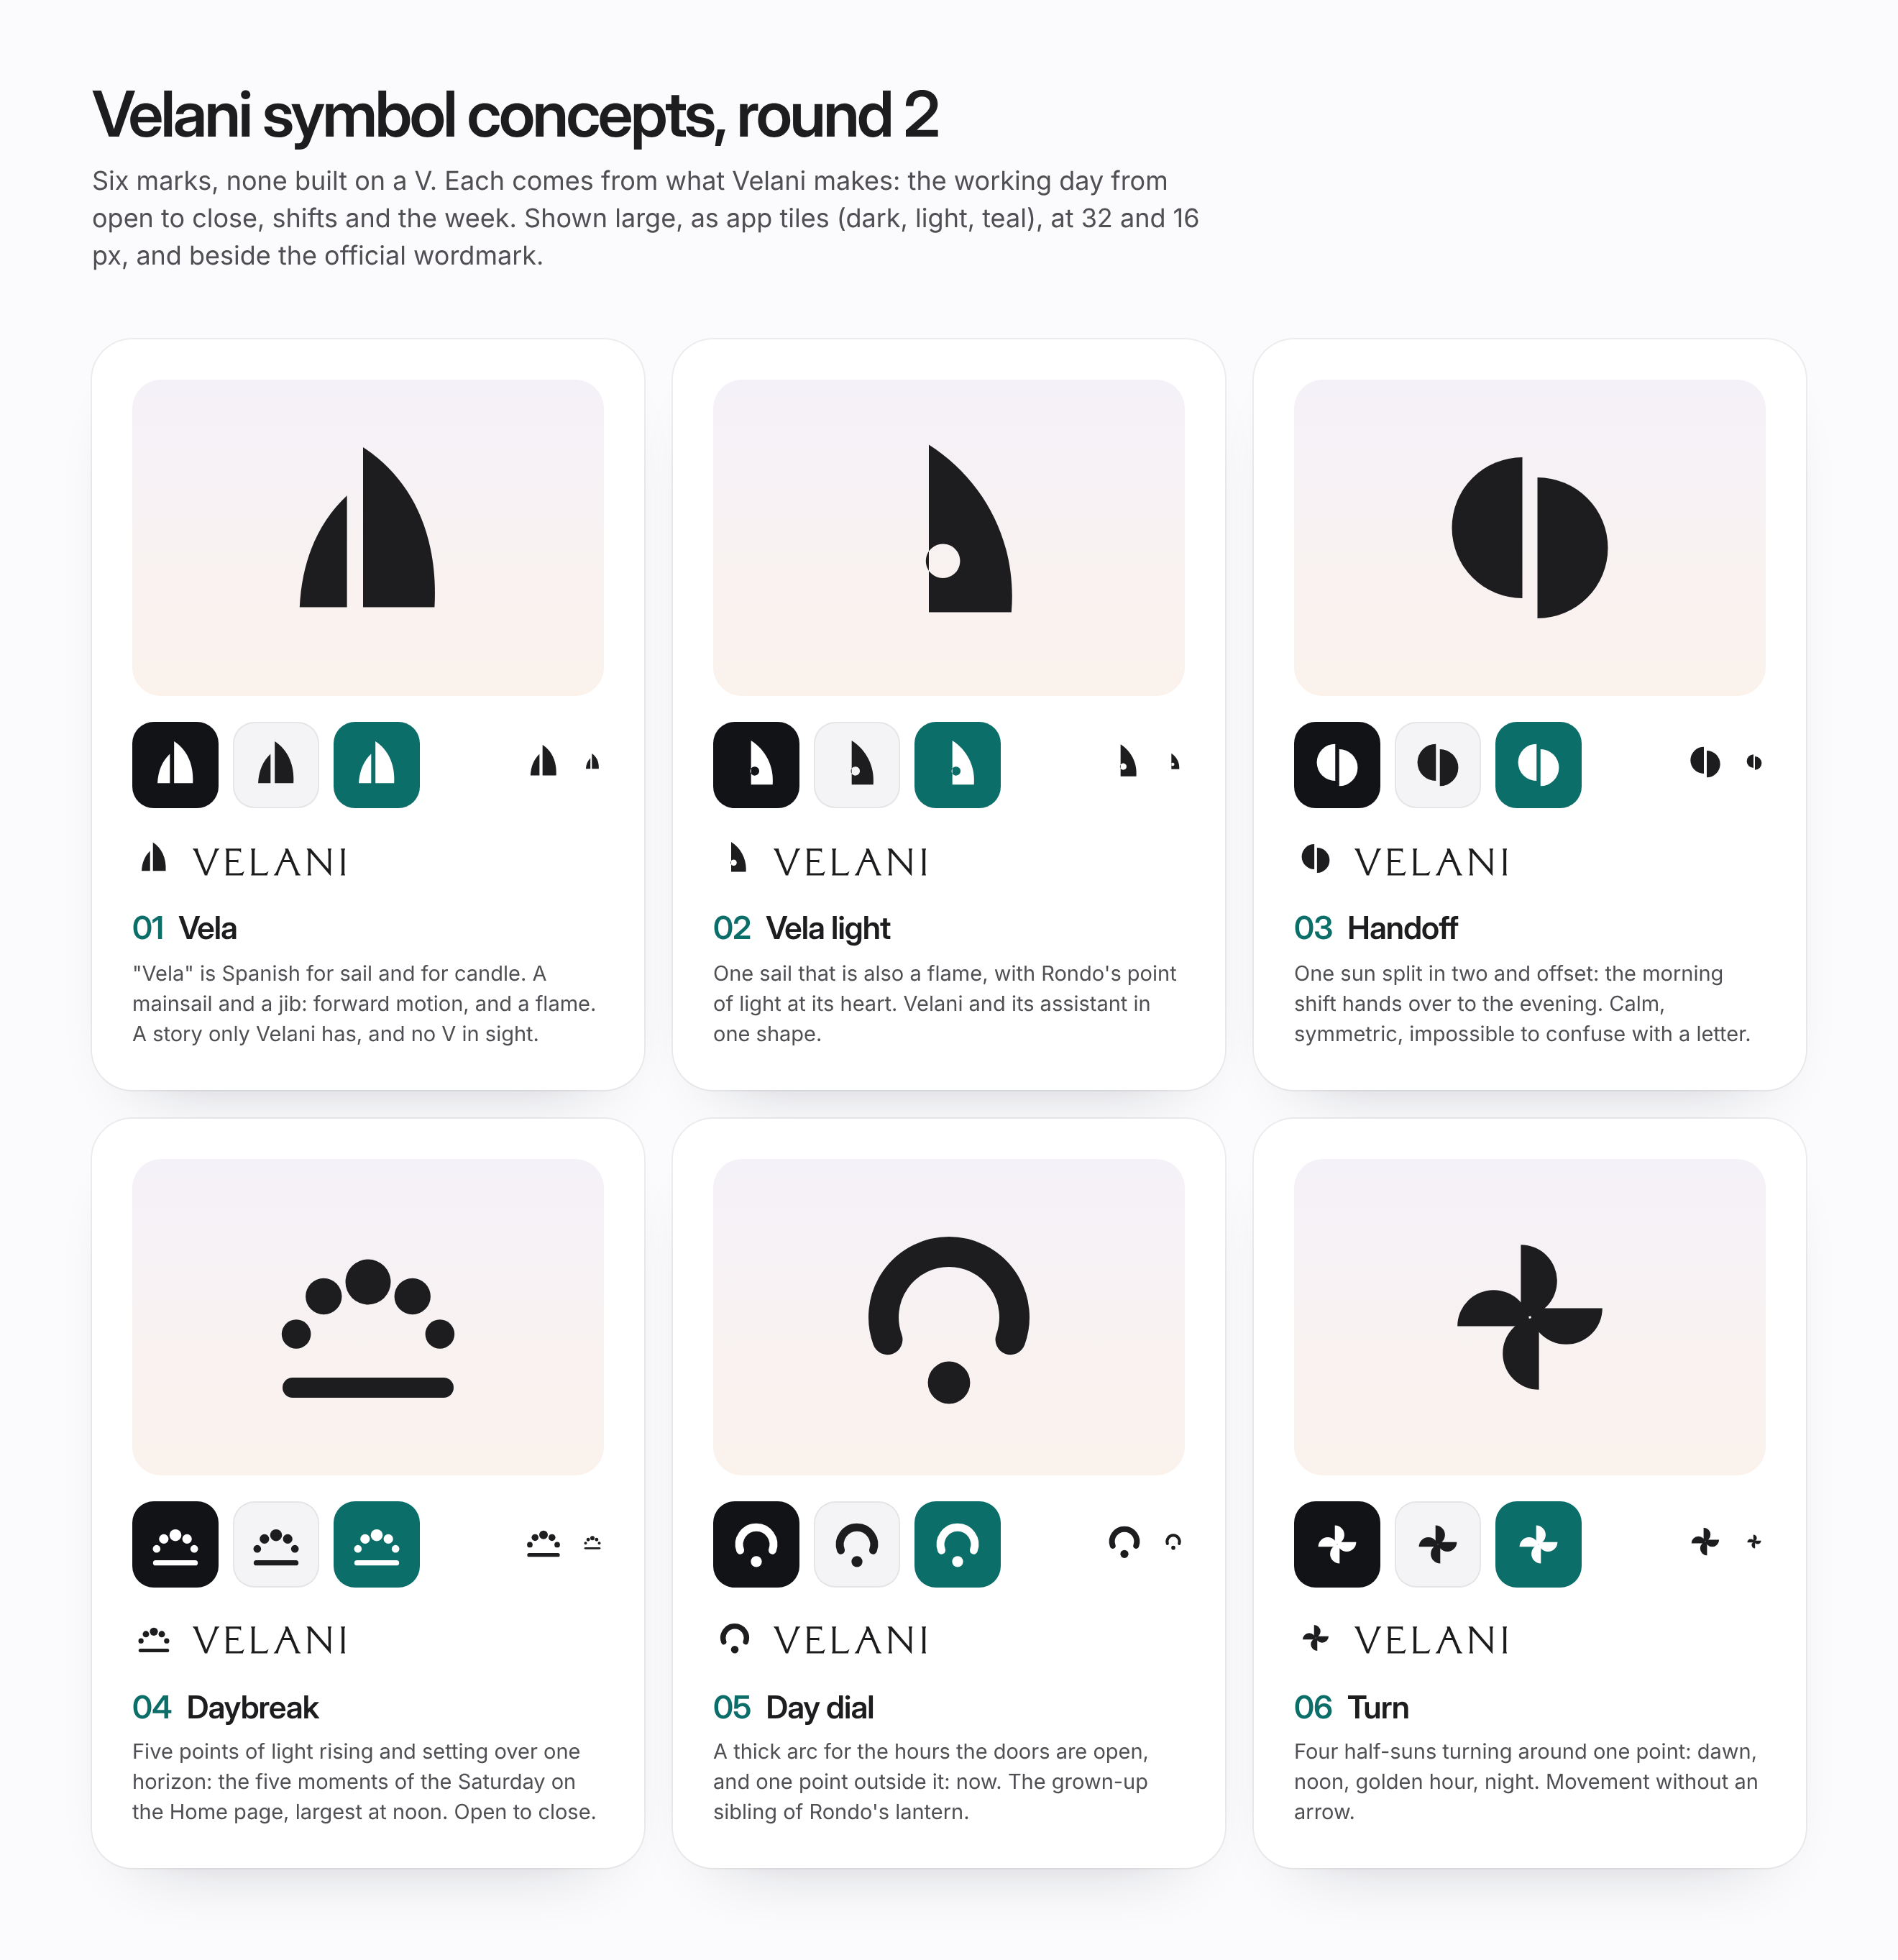 Velani symbol concepts, round 2
Six marks, none built on a V. Each comes from what Velani makes: the working day from
open to close, shifts and the week. Shown large, as app tiles (dark, light, teal), at 32 and 16
px, and beside the official wordmark.
VELANI
01 Vela
"Vela" is Spanish for sail and for candle. A
mainsail and a jib: forward motion, and a flame.
A story only Velani has, and no V in sight.
VELANI
02 Vela light
One sail that is also a flame, with Rondo's point
of light at its heart. Velani and its assistant in
one shape.
VELANI
03 Handoff
One sun split in two and offset: the morning
shift hands over to the evening. Calm,
symmetric, impossible to confuse with a letter.
VELANI
04 Daybreak
Five points of light rising and setting over one
horizon: the five moments of the Saturday on
the Home page, largest at noon. Open to close.
VELANI
05 Day dial
A thick arc for the hours the doors are open,
and one point outside it: now. The grown-up
sibling of Rondo's lantern.
VELANI
06 Turn
Four half-suns turning around one point: dawn,
noon, golden hour, night. Movement without an
arrow.